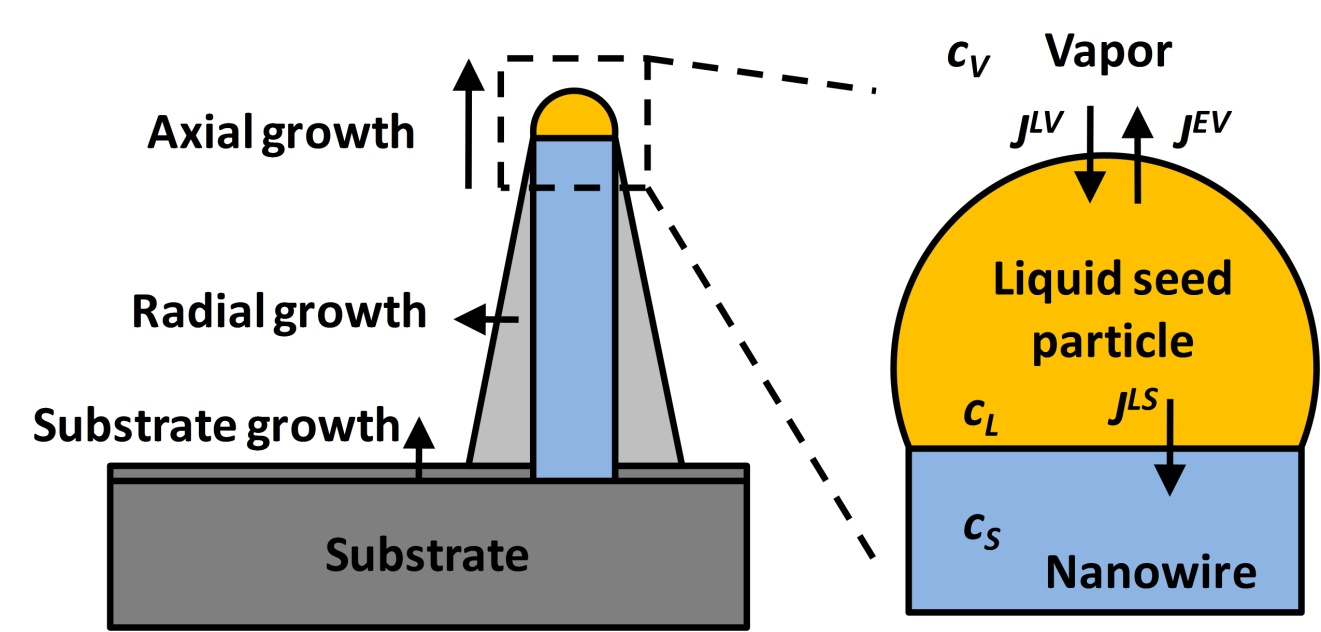 Axial growth
Radial growth
Substrate growth
Substrate
c_V Vapor
J^LV J^EV
Liquid seed
particle
c_L J^LS
c_S
Nanowire